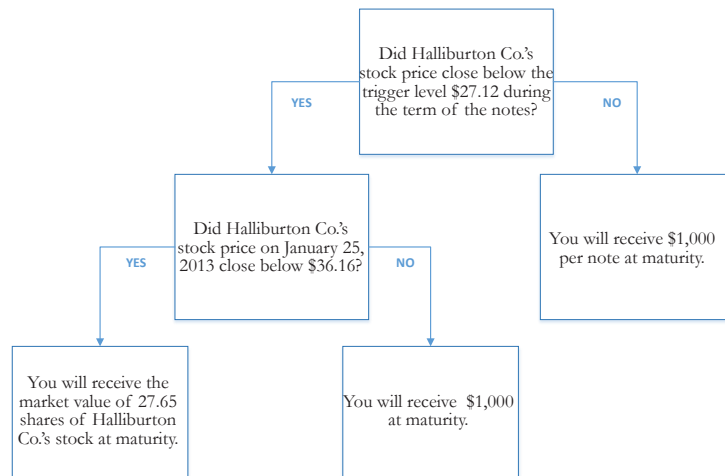 Did Halliburton Co.'s
stock price close below the
trigger level $27.12 during
the term of the notes?
YES
NO
Did Halliburton Co.'s
stock price on January 25,
2013 close below $36.16?
You will receive $1,000
per note at maturity.
YES
NO
You will receive the
market value of 27.65
shares of Halliburton
Co.'s stock at maturity.
You will receive $1,000
at maturity.